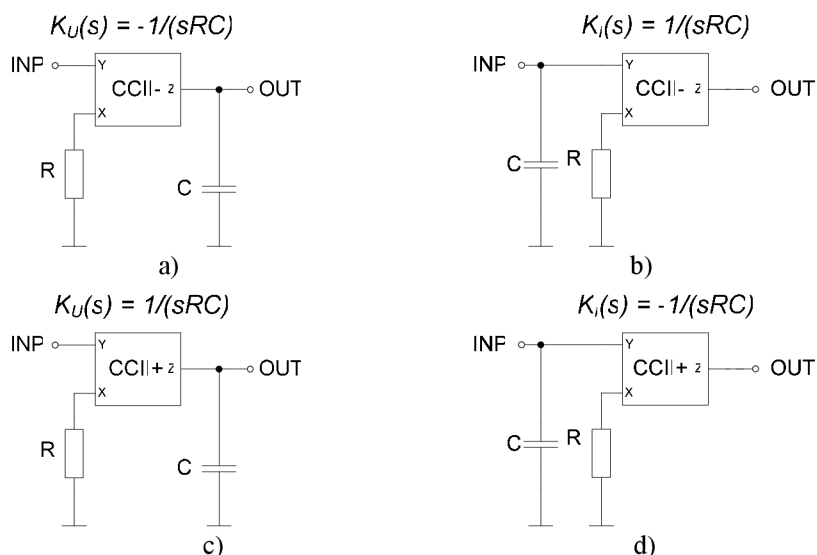 K_U(s) = -1/(sRC)
INP
Y
CCII- z
OUT
X
R
C
a)
K_i(s) = 1/(sRC)
INP
Y
CCII- z
OUT
X
C
R
b)
K_U(s) = 1/(sRC)
INP
Y
CCII+ z
OUT
X
R
C
c)
K_i(s) = -1/(sRC)
INP
Y
CCII+ z
OUT
X
C
R
d)